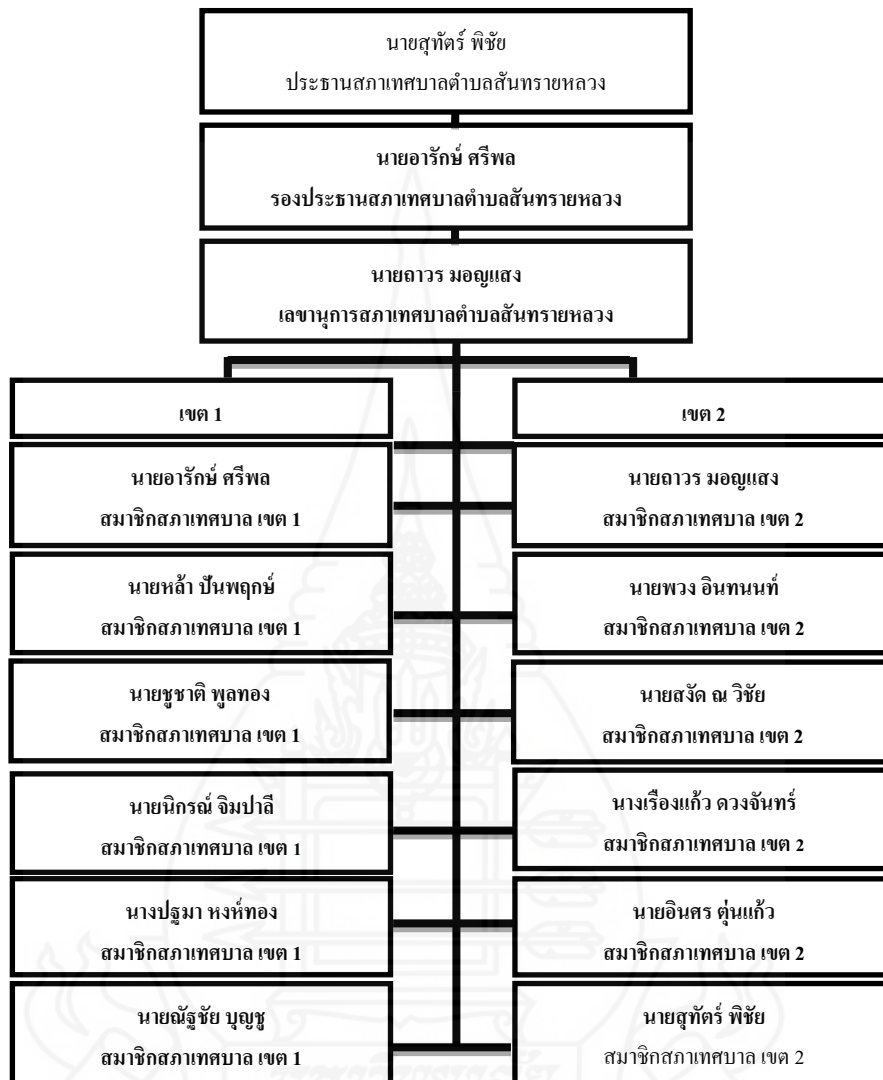 นายสุทัตร์ พิชัย
ประธานสภาเทศบาลตำบลสันทรายหลวง
นายอารักษ์ ศรีพล
รองประธานสภาเทศบาลตำบลสันทรายหลวง
นายถาวร มอญแสง
เลขานุการสภาเทศบาลตำบลสันทรายหลวง
เขต 1
เขต 2
นายอารักษ์ ศรีพล
สมาชิกสภาเทศบาล เขต 1
นายถาวร มอญแสง
สมาชิกสภาเทศบาล เขต 2
นายหล้า ปันพฤกษ์
สมาชิกสภาเทศบาล เขต 1
นายพวง อินทนนท์
สมาชิกสภาเทศบาล เขต 2
นายชูชาติ พูลทอง
สมาชิกสภาเทศบาล เขต 1
นายสงัด ณ วิชัย
สมาชิกสภาเทศบาล เขต 2
นายนิกรณ์ จิมปาลี
สมาชิกสภาเทศบาล เขต 1
นางเรืองแก้ว ดวงจันทร์
สมาชิกสภาเทศบาล เขต 2
นางปฐมา หงห์ทอง
สมาชิกสภาเทศบาล เขต 1
นายอินศร ตุ่นแก้ว
สมาชิกสภาเทศบาล เขต 2
นายณัฐชัย บุญชู
สมาชิกสภาเทศบาล เขต 1
นายสุทัตร์ พิชัย
สมาชิกสภาเทศบาล เขต 2